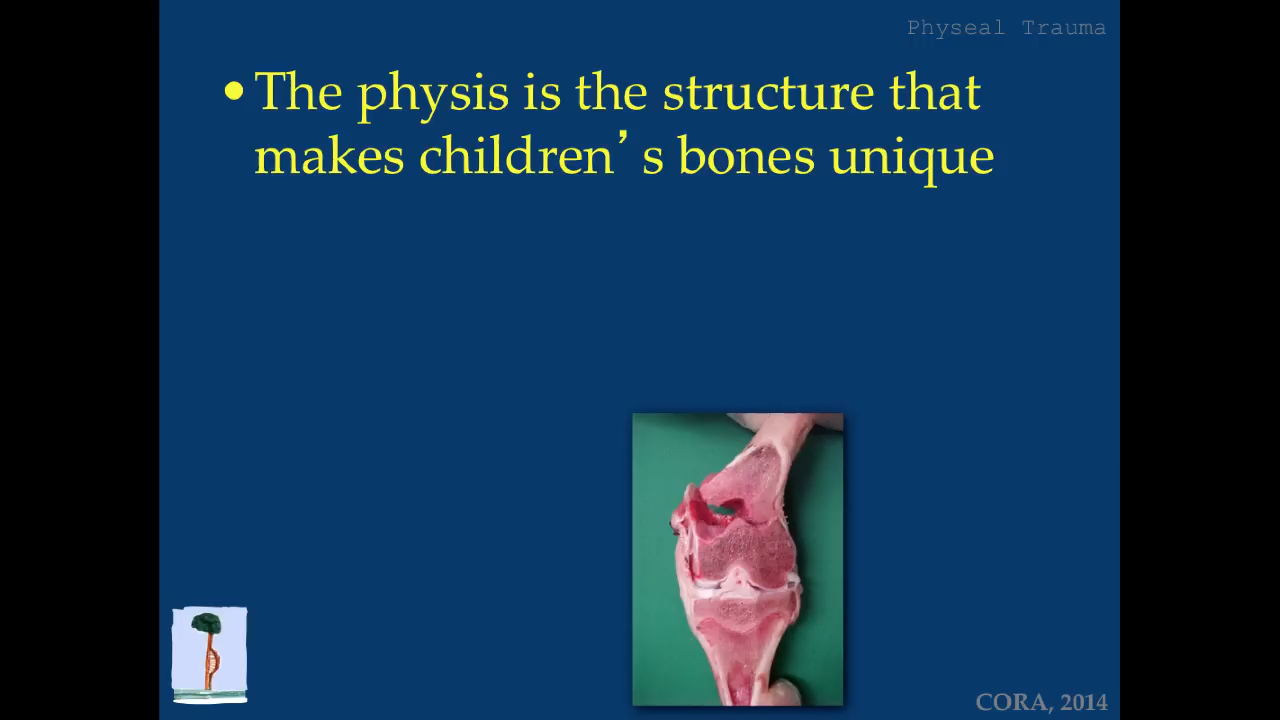 Physeal Trauma
•The physis is the structure that
makes children’s bones unique
CORA, 2014